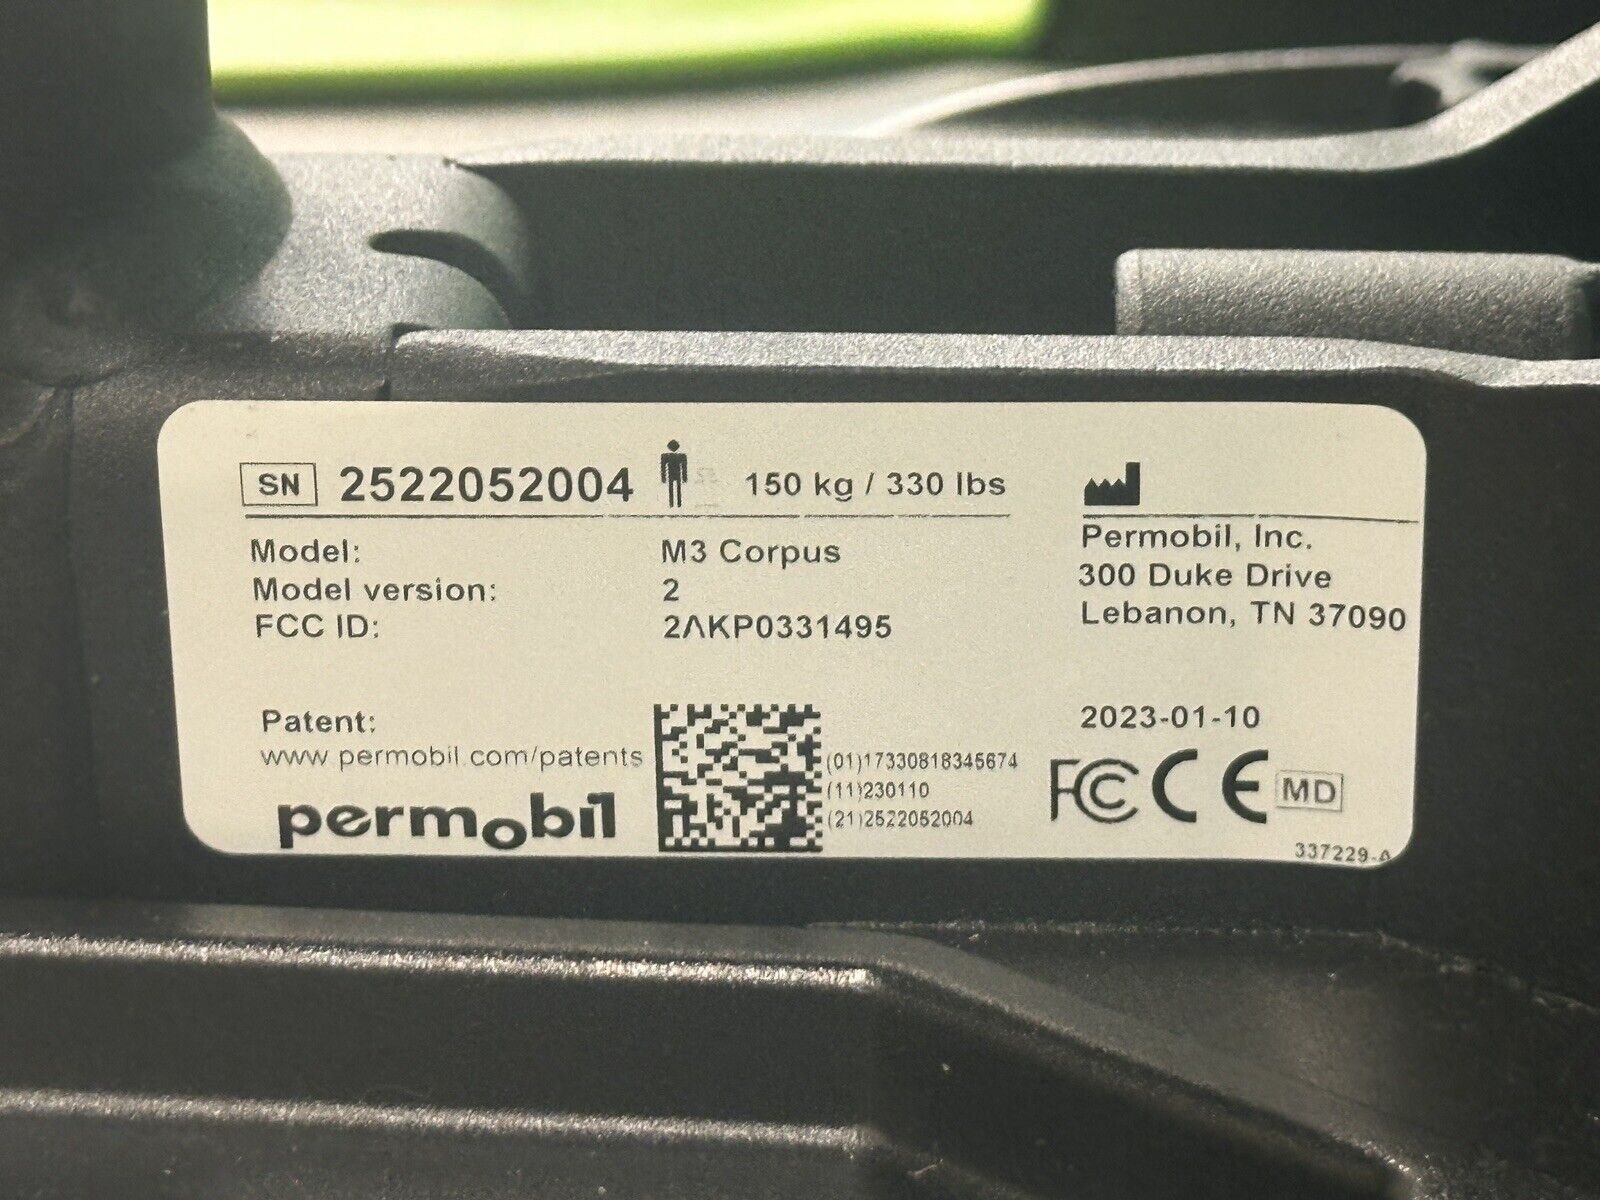 SN 2522052004 150 kg / 330 lbs
Model: M3 Corpus
Model version: 2
FCC ID: 2AKP0331495
Permobil, Inc.
300 Duke Drive
Lebanon, TN 37090
Patent:
www.permobil.com/patents
permobil
(01)17330818345674
(11)230110
(21)2522052004
2023-01-10
FC CE MD
337229-A